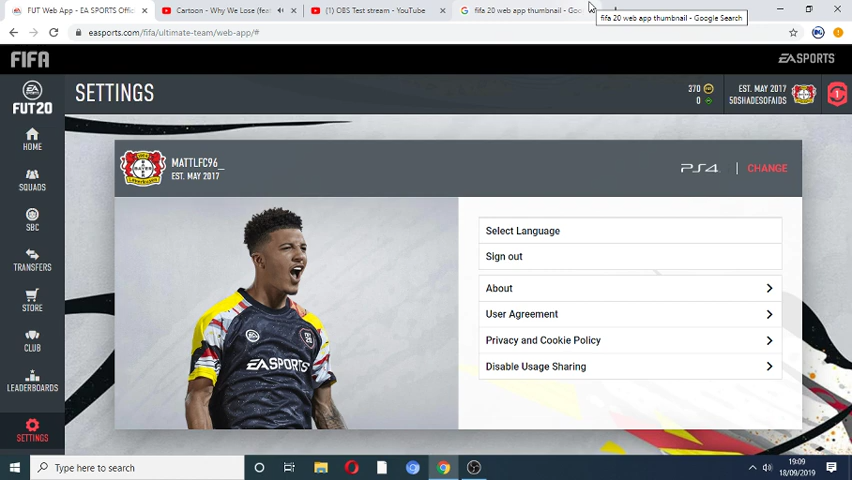 FUT Web App - EA SPORTS Offic
Cartoon - Why We Lose (feat
(1) OBS Test stream - YouTube
fifa 20 web app thumbnail - Goo
fifa 20 web app thumbnail - Google Search
easports.com/fifa/ultimate-team/web-app/#
FIFA
EA SPORTS
EA SPORTS
FUT20
SETTINGS
370
0
EST. MAY 2017
50SHADESOFAIDS
1
HOME
SQUADS
SBC
TRANSFERS
STORE
CLUB
LEADERBOARDS
SETTINGS
MATTLFC96_
EST. MAY 2017
PS4
CHANGE
Select Language
Sign out
About
User Agreement
Privacy and Cookie Policy
Disable Usage Sharing
EA SPORTS
Type here to search
19:09
18/09/2019